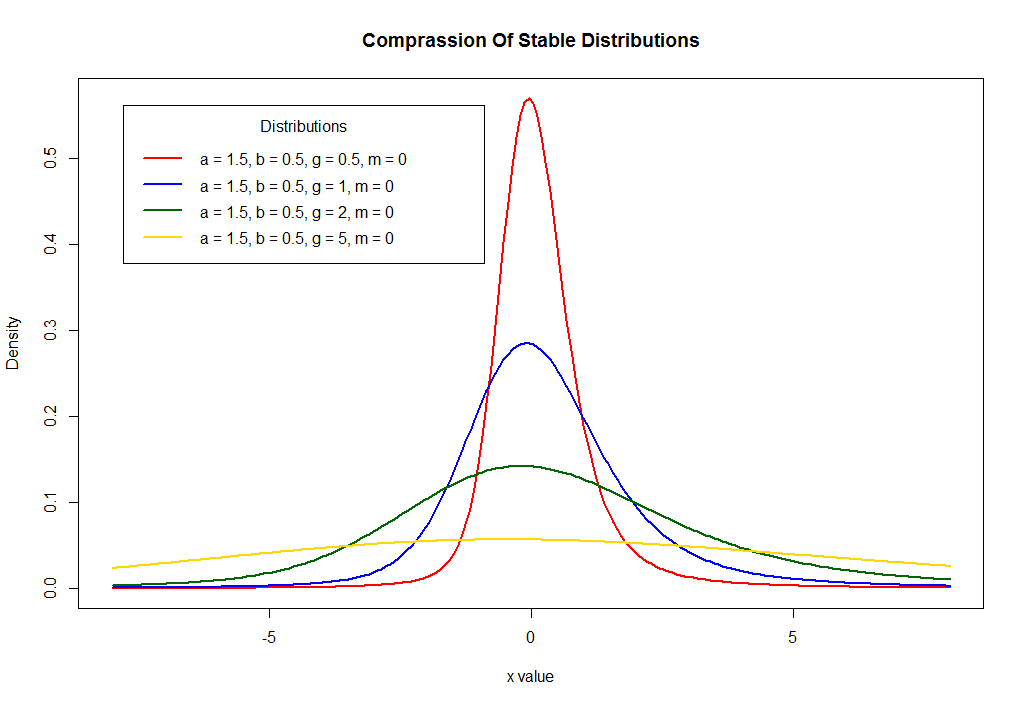 Comprassion Of Stable Distributions
Distributions
a = 1.5, b = 0.5, g = 0.5, m = 0
a = 1.5, b = 0.5, g = 1, m = 0
a = 1.5, b = 0.5, g = 2, m = 0
a = 1.5, b = 0.5, g = 5, m = 0
Density
0.5
0.4
0.3
0.2
0.1
0.0
-5
0
5
x value